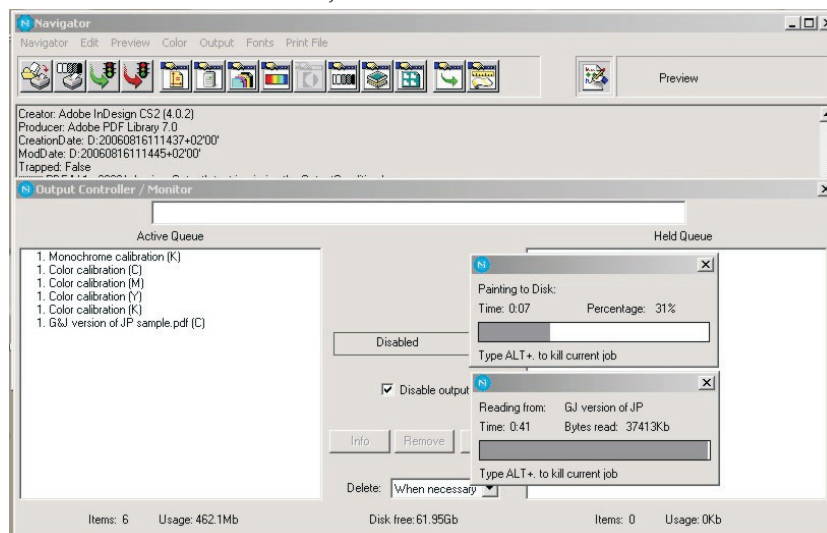 Navigator
Navigator Edit Preview Color Output Fonts Print File
Preview
Creator: Adobe InDesign CS2 (4.0.2)
Producer: Adobe PDF Library 7.0
CreationDate: D:20060816111437+02'00'
ModDate: D:20060816111445+02'00'
Trapped: False
Output Controller / Monitor
Active Queue
Held Queue
1. Monochrome calibration (K)
1. Color calibration (C)
1. Color calibration (M)
1. Color calibration (Y)
1. Color calibration (K)
1. G&J version of JP sample.pdf (C)
Disabled
Disable output
Info Remove
Delete: When necessary
Painting to Disk:
Time: 0:07 Percentage: 31%
Type ALT+. to kill current job
Reading from: GJ version of JP
Time: 0:41 Bytes read: 37413Kb
Type ALT+. to kill current job
Items: 6 Usage: 462.1Mb Disk free: 61.95Gb Items: 0 Usage: 0Kb